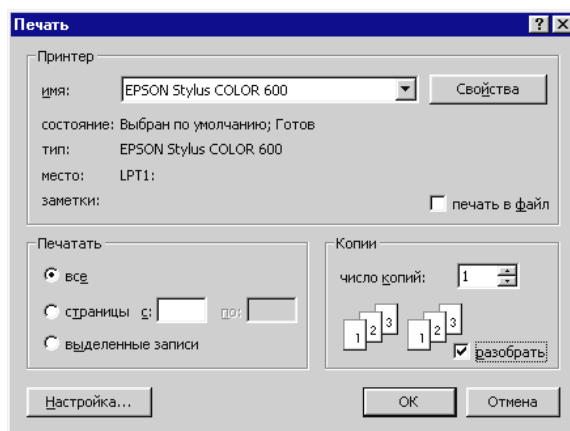 Печать
Принтер
имя: EPSON Stylus COLOR 600 Свойства
состояние: Выбран по умолчанию; Готов
тип: EPSON Stylus COLOR 600
место: LPT1:
заметки: печать в файл
Печатать
все
страницы с: по:
выделенные записи
Копии
число копий: 1
1 2 3 1 2 3
разобрать
Настройка... OK Отмена